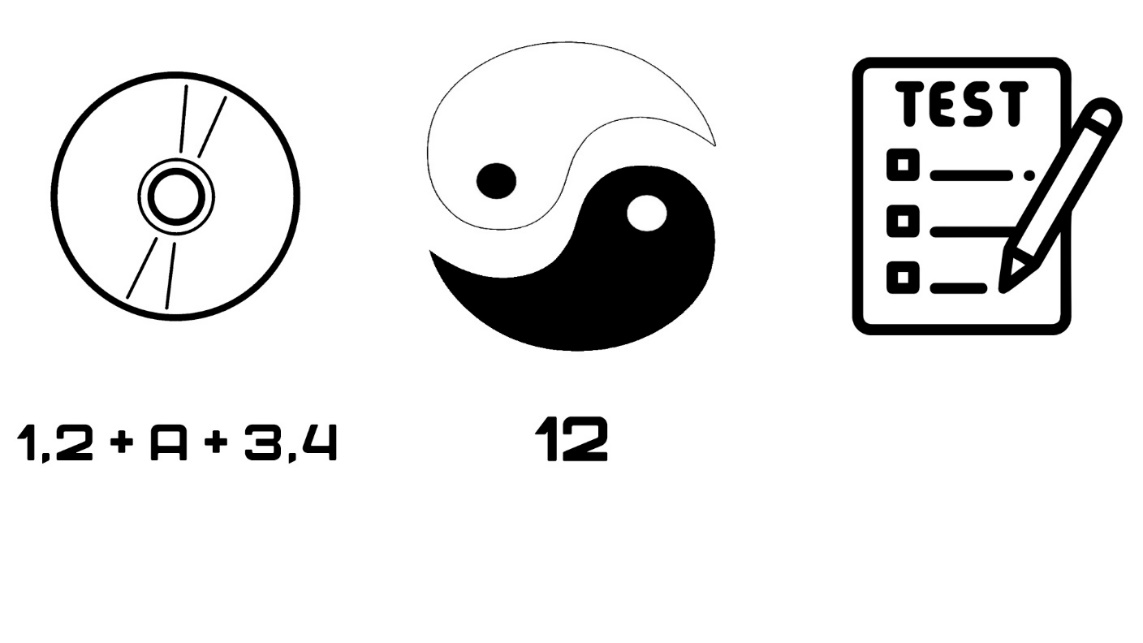 TEST
1,2 + A + 3,4
12